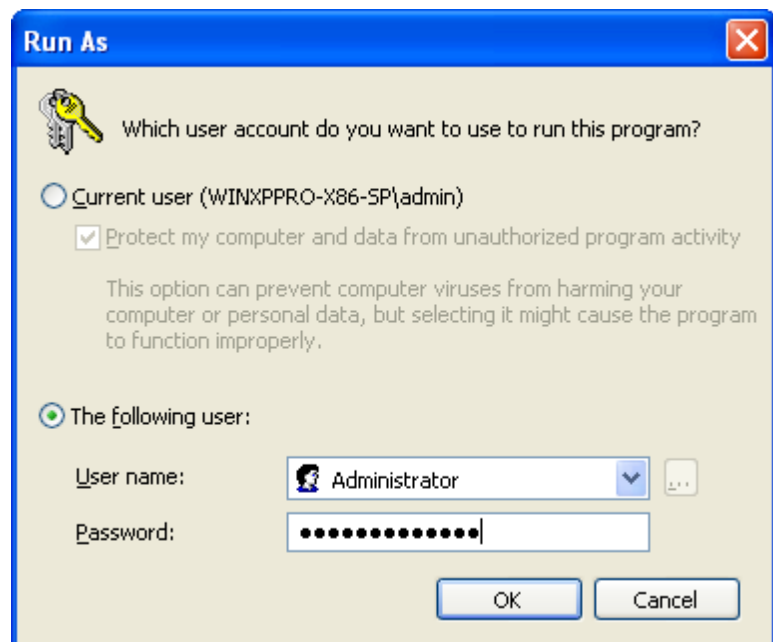 Run As
Which user account do you want to use to run this program?
Current user (WINXPPRO-X86-SP\admin)
Protect my computer and data from unauthorized program activity
This option can prevent computer viruses from harming your
computer or personal data, but selecting it might cause the program
to function improperly.
The following user:
User name:
Administrator
...
Password:
●●●●●●●●●●●●●
OK
Cancel